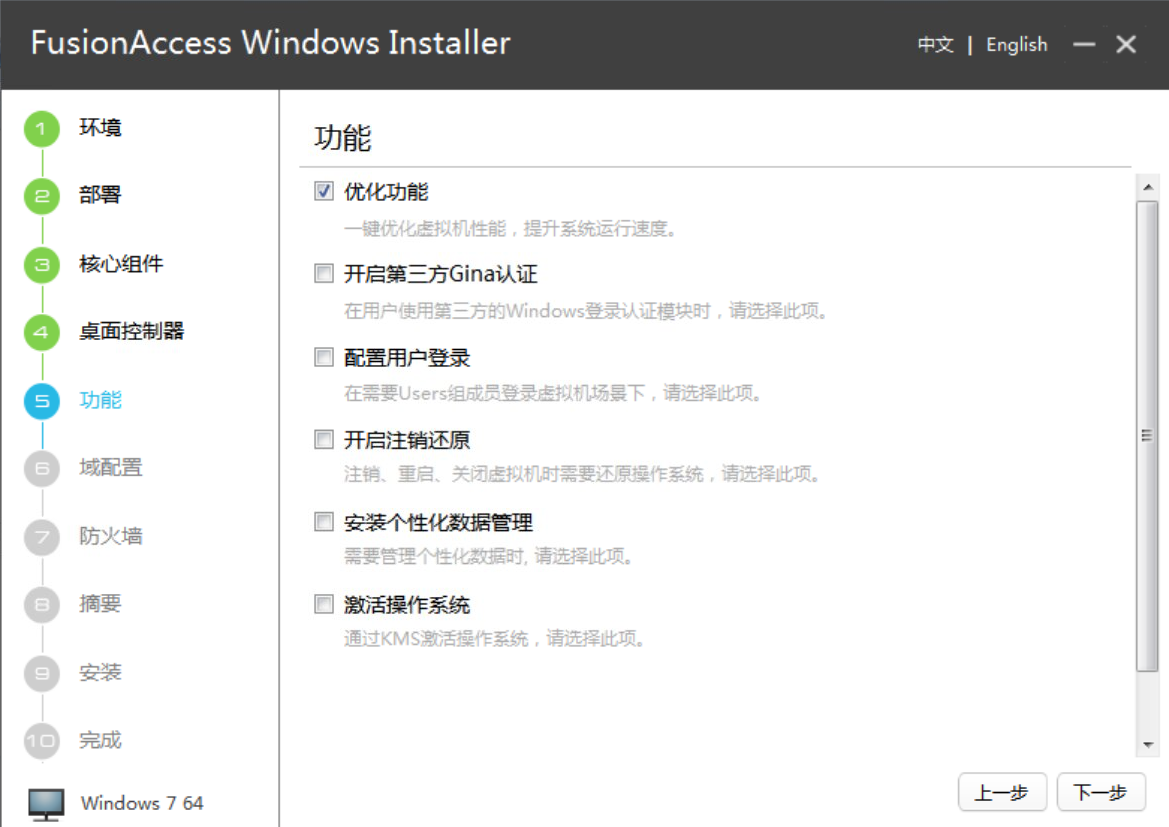 FusionAccess Windows Installer
中文 | English
1 环境
2 部署
3 核心组件
4 桌面控制器
5 功能
6 域配置
7 防火墙
8 摘要
9 安装
10 完成
Windows 7 64
功能
优化功能
一键优化虚拟机性能，提升系统运行速度。
开启第三方Gina认证
在用户使用第三方的Windows登录认证模块时，请选择此项。
配置用户登录
在需要Users组成员登录虚拟机场景下，请选择此项。
开启注销还原
注销、重启、关闭虚拟机时需要还原操作系统，请选择此项。
安装个性化数据管理
需要管理个性化数据时, 请选择此项。
激活操作系统
通过KMS激活操作系统，请选择此项。
上一步
下一步